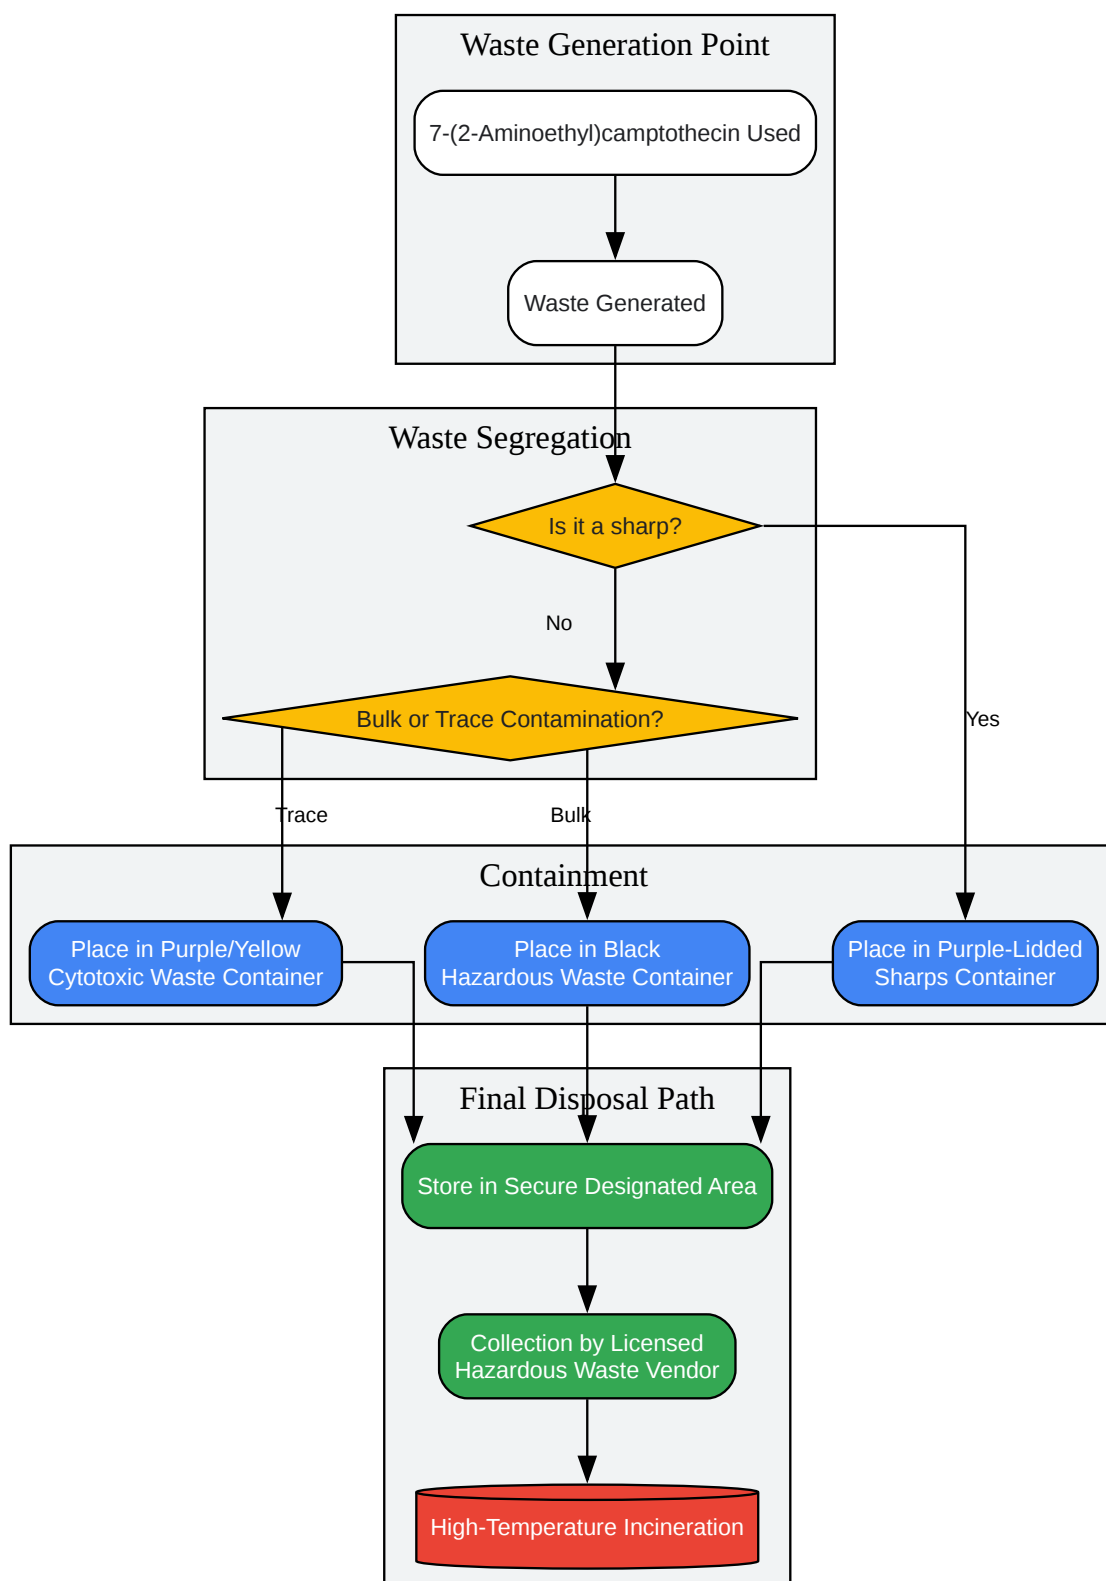 Waste Generation Point
7-(2-Aminoethyl)camptothecin Used
Waste Generated
Waste Segregation
Is it a sharp?
No
Bulk or Trace Contamination?
Yes
Trace
Bulk
Containment
Place in Purple/Yellow
Cytotoxic Waste Container
Place in Black
Hazardous Waste Container
Place in Purple-Lidded
Sharps Container
Final Disposal Path
Store in Secure Designated Area
Collection by Licensed
Hazardous Waste Vendor
High-Temperature Incineration